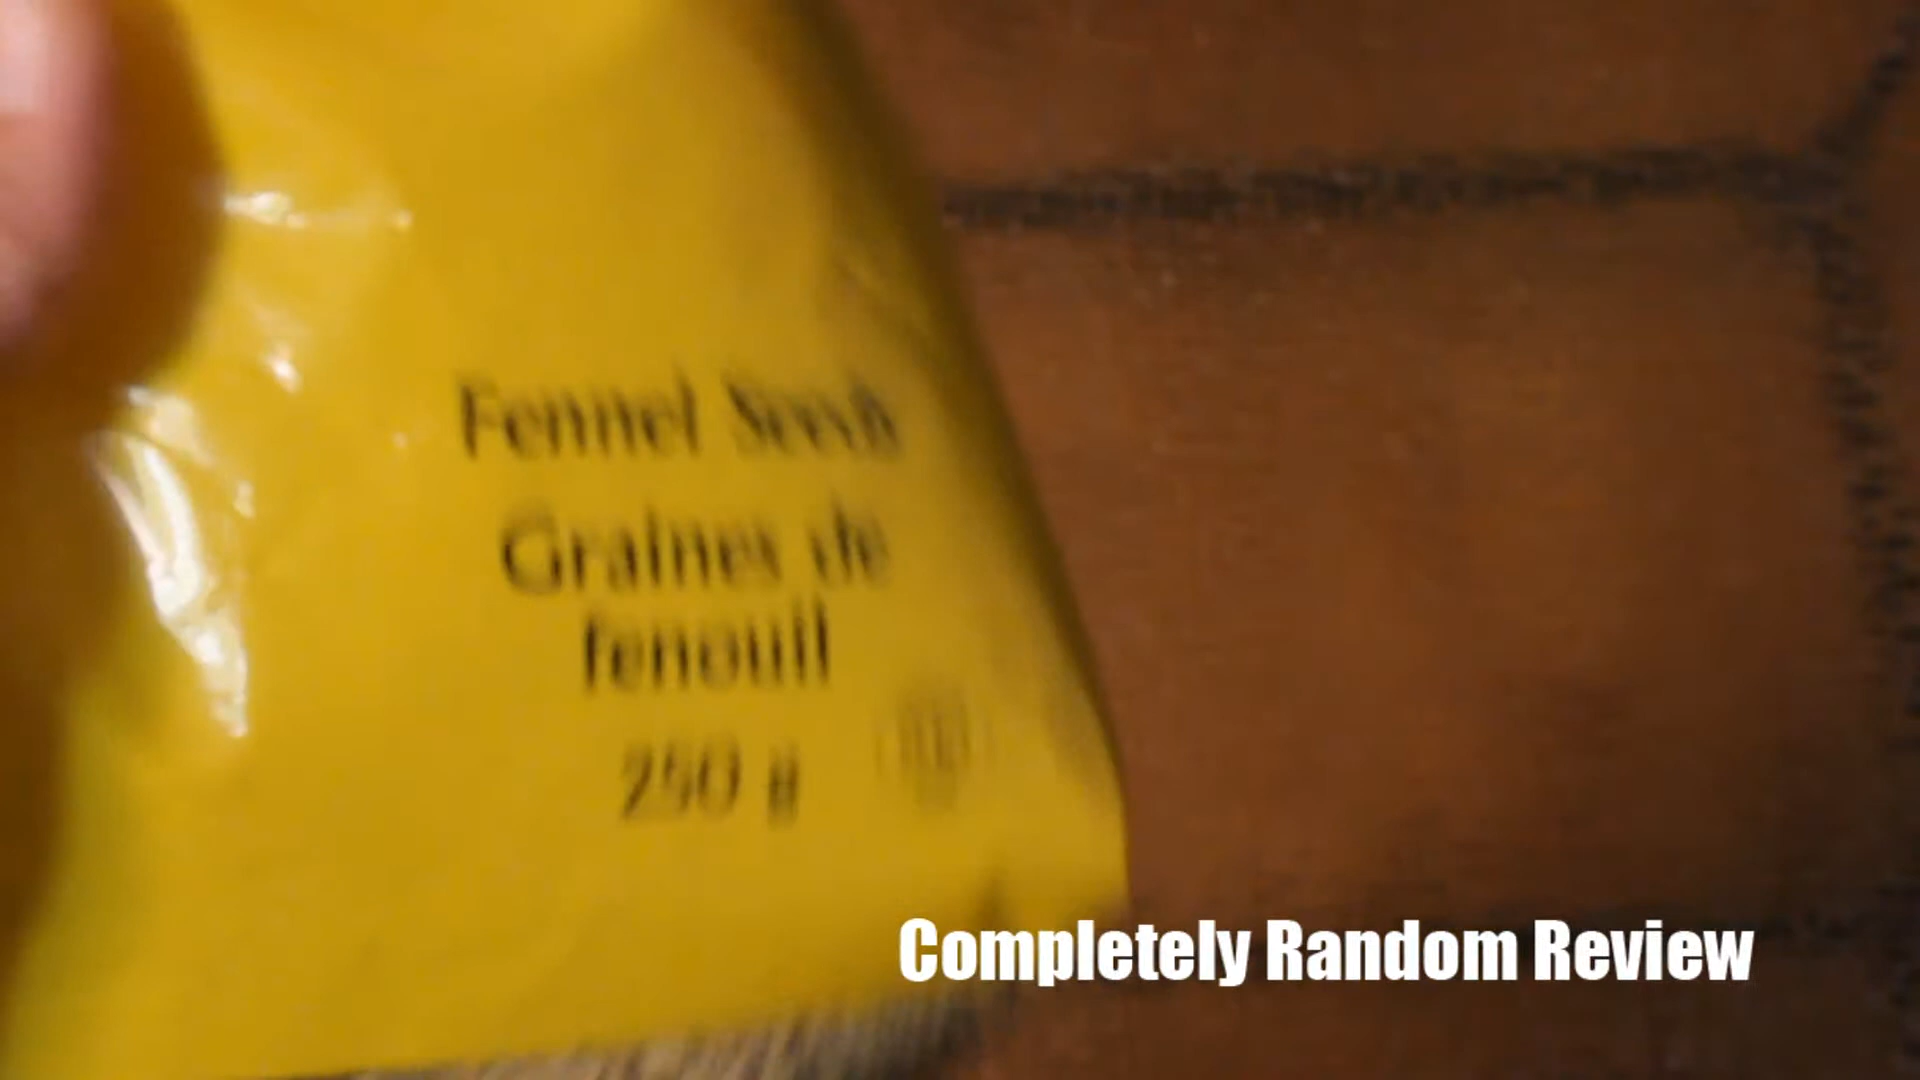 Fennel Seeds
Graines de
fenouil
250 g
Completely Random Review